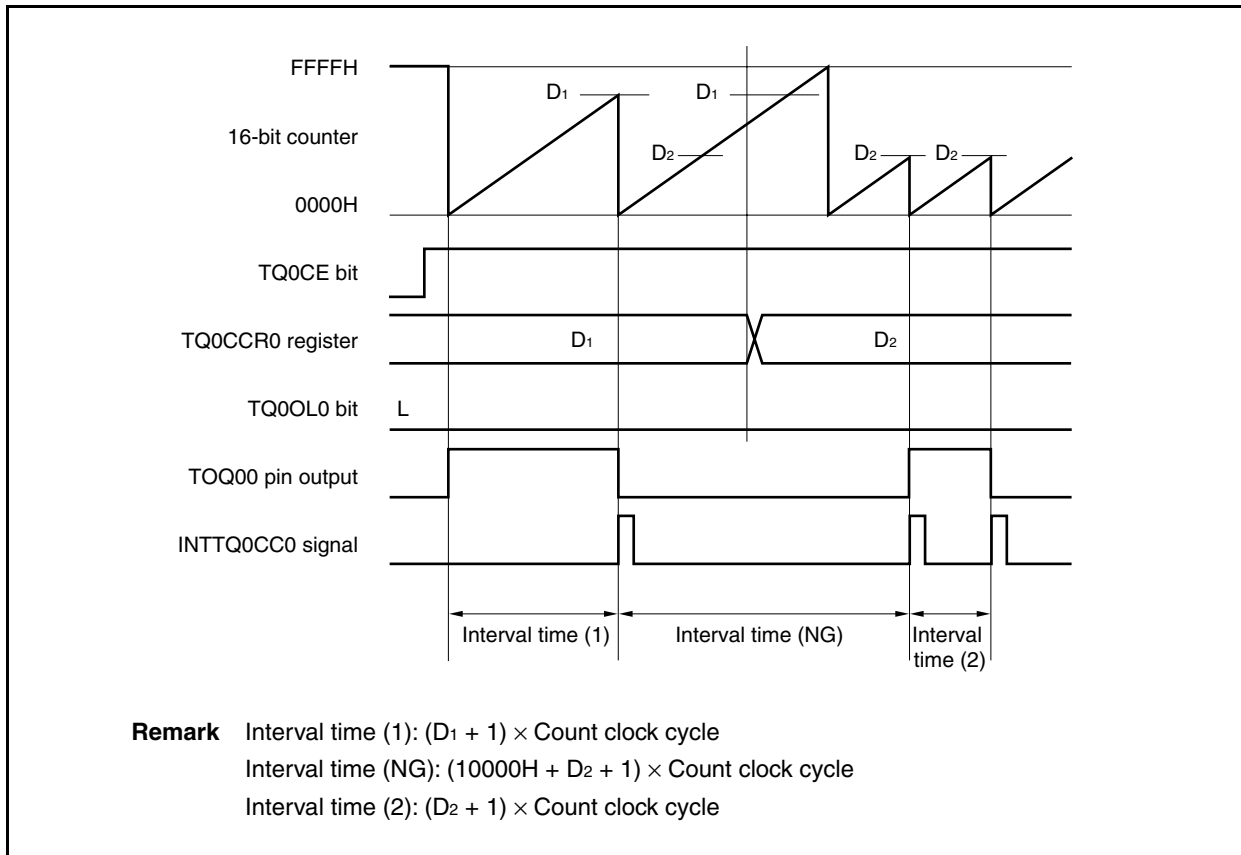 FFFFH
D1
D1
16-bit counter
D2
D2
D2
0000H
TQ0CE bit
TQ0CCR0 register
D1
D2
TQ0OL0 bit
L
TOQ00 pin output
INTTQ0CC0 signal
Interval time (1)
Interval time (NG)
Interval
time (2)
Remark Interval time (1): (D1 + 1) × Count clock cycle
Interval time (NG): (10000H + D2 + 1) × Count clock cycle
Interval time (2): (D2 + 1) × Count clock cycle